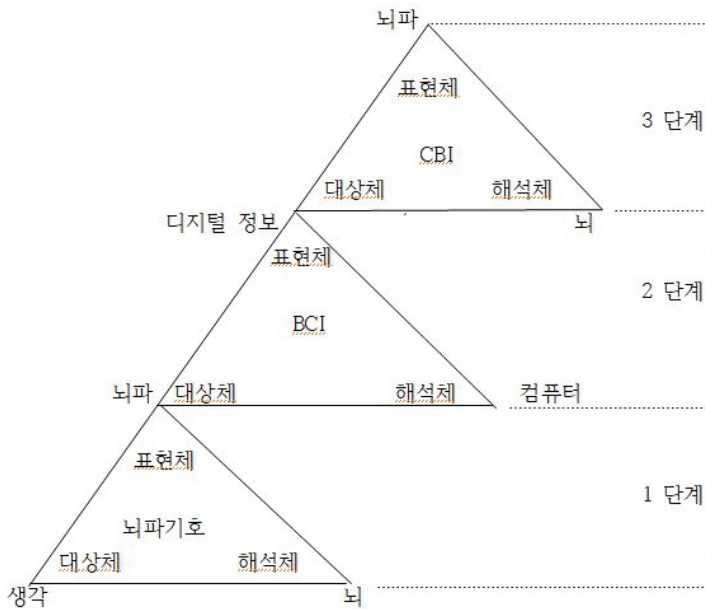 뇌파
표현체
3 단계
CBI
대상체 해석체
디지털 정보 뇌
표현체
2 단계
BCI
뇌파 대상체 해석체 컴퓨터
표현체
1 단계
뇌파기호
대상체 해석체
생각 뇌